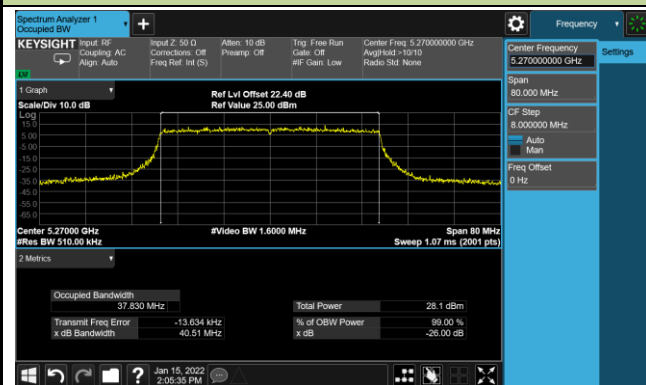 Spectrum Analyzer 1
Occupied BW
+
Frequency
KEYSIGHT
Input: RF
Coupling: AC
Align: Auto
Input Z: 50 Ω
Corrections: Off
Freq Ref: Int (S)
Atten: 10 dB
Preamp: Off
Trig: Free Run
Gate: Off
#IF Gain: Low
Center Freq: 5.270000000 GHz
Avg|Hold:>10/10
Radio Std: None
Center Frequency
5.270000000 GHz
Settings
Span
80.000 MHz
CF Step
8.000000 MHz
Auto
Man
Freq Offset
0 Hz
1 Graph
Scale/Div 10.0 dB
Ref Lvl Offset 22.40 dB
Ref Value 25.00 dBm
Log
15.0
5.00
-5.00
-15.0
-25.0
-35.0
-45.0
-55.0
-65.0
Center 5.27000 GHz
#Video BW 1.6000 MHz
Span 80 MHz
#Res BW 510.00 kHz
Sweep 1.07 ms (2001 pts)
2 Metrics
Occupied Bandwidth
37.830 MHz
Total Power 28.1 dBm
Transmit Freq Error -13.634 kHz
% of OBW Power 99.00 %
x dB Bandwidth 40.51 MHz
x dB -26.00 dB
?
Jan 15, 2022
2:05:35 PM